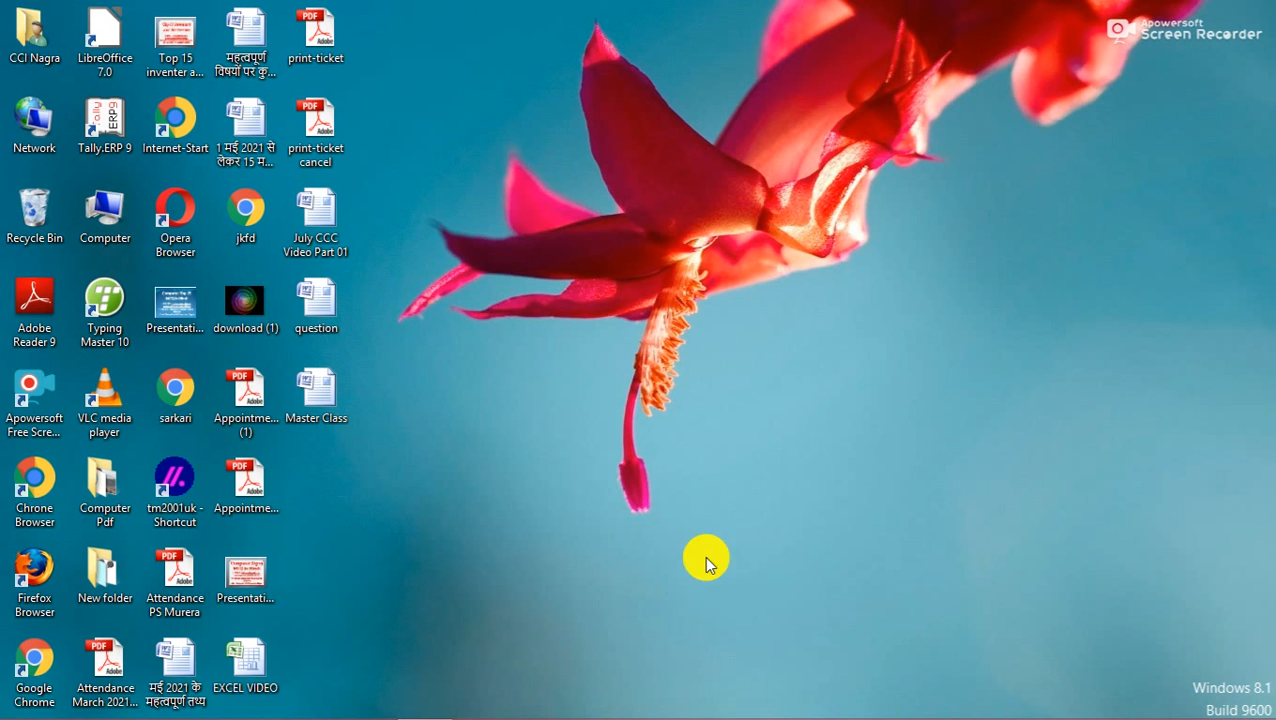 CCI Nagra
LibreOffice
7.0
Top 15
inventer a...
महत्वपूर्ण
विषयों पर कु...
print-ticket
Network
Tally.ERP 9
Internet-Start
1 मई 2021 से
लेकर 15 म...
print-ticket
cancel
Recycle Bin
Computer
Opera
Browser
jkfd
July CCC
Video Part 01
Adobe
Reader 9
Typing
Master 10
Presentati...
download (1)
question
Apowersoft
Free Scre...
VLC media
player
sarkari
Appointme...
(1)
Master Class
Chrone
Browser
Computer
Pdf
tm2001uk -
Shortcut
Appointme...
Firefox
Browser
New folder
Attendance
PS Murera
Presentati...
Google
Chrome
Attendance
March 2021...
मई 2021 के
महत्वपूर्ण तथ्य
EXCEL VIDEO
Apowersoft
Screen Recorder
Windows 8.1
Build 9600